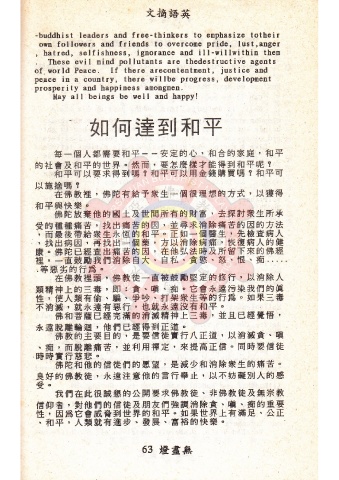 文摘語英
-buddhist leaders and free-thinkers to enphasize totheir
own followers and friends to overcome pride, lust,anger
, hatred, selfishness, ignorance and ill-willwithin them
. These evil mind pollutants are thedestructive agents
of world Peace. If there arecontentment, justice and
peace in a country, there willbe progress, development
prosperity and happiness amongnen.
May all beings be well and happy!
如何達到和平
每一個人都需要和平——安定的心，和合的家庭，和平
的社會及和平的世界。然而，要怎麼樣才能得到和平呢？
和平可以要求得到嗎？和平可以用金錢購買嗎？和平可
以施捨嗎？
在佛教裡，佛陀有給予眾生一個很理想的方式，以獲得
和平與快樂。
佛陀放棄他的國土及世間所有的財富，去探討眾生所承
受的種種痛苦，找出痛苦的因，並尋求消除痛苦的因的方法
，而最後帶給眾生永恆的和平。正如一個醫生，先檢查病人
、找出病因，再找出一個藥，方以消除病痛，恢復病人的健
康。佛陀已經查出痛苦的因，在他弘法時及所留下來的佛經
裡，一直鼓勵我們消除自大，自私，貪慾，怒，恨，痴....
..等惡劣的行為。
在佛教徒裡頭，佛教徒一直被鼓勵堅定的修行，以消除人
類精神上的三毒，即：貪、嗔、痴。它會永遠污染我們的真
性，使人類有偷、騙、爭吵、打架眾生等的行為。如果三毒
不消滅，就永遠有惡行，也就永遠沒有和平。
佛和菩薩已經完滿的消滅精神上三毒，並且已經覺悟，
永遠脫離輪迴，他們已經得到正道。
佛教的主要目的，是要信徒實行八正道，以消滅貪、嗔
、痴，而脫離痛苦，並利用禪定，來提高正信，同時要信徒
時時實行慈悲。
佛陀和他的信徒們的愿望，是減少和消除眾生的痛苦。
良好的佛教徒，永遠注意他的言行舉止，以不妨礙別人的感
受。
我們在此很誠懇的公開要求佛教徒、非佛教徒及無宗教
信仰者，對他們的信徒及朋友們強調消除貪、嗔、痴的重要
性，因為它會威脅到世界的和平。如果世界上有滿足、公正
、和平，人類就有進步、發展、富裕的快樂。
63 燈盡無